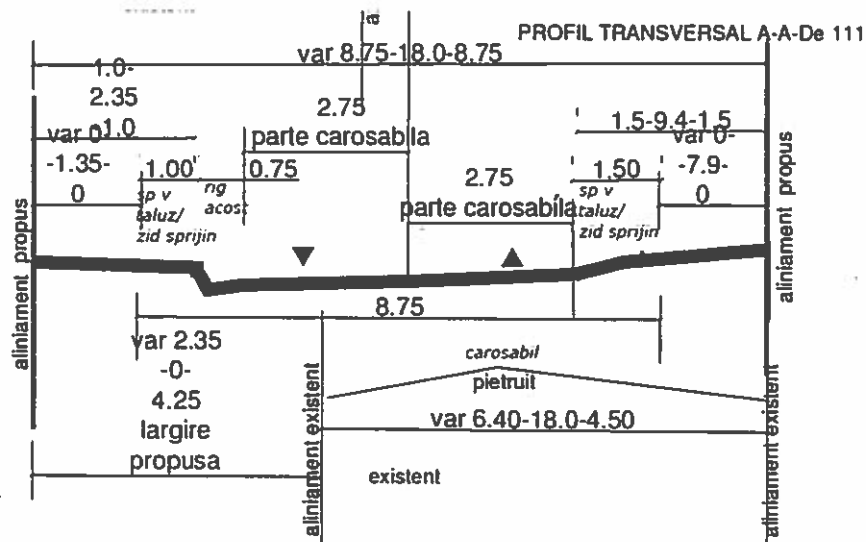 PROFIL TRANSVERSAL A-A-De 111
a
var 8.75-18.0-8.75
1.0-
2.35
-1.0
var 0
-1.35-
0
1.00
sp v
taluz/
zid sprijin
rig
acos
0.75
2.75
parte carosabila
2.75
parte carosabila
1.5-9.4-1.5
1.50
sp v
taluz/
zid sprijin
var 0-
-7.9-
0
aliniament propus
aliniament propus
8.75
var 2.35
-0-
4.25
largire
propusa
aliniament existent
carosabil
pietruit
var 6.40-18.0-4.50
existent
aliniament existent